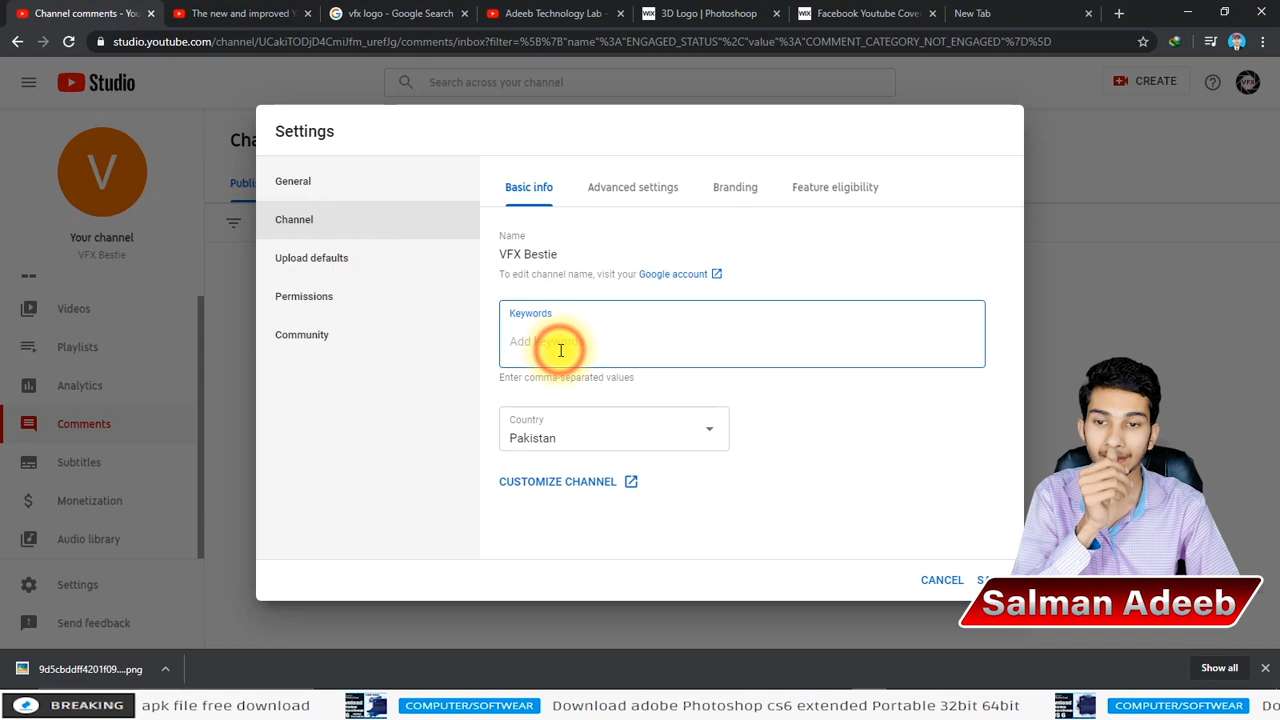 Channel comments - You
The new and improved Y
vfx logo - Google Search
Adeeb Technology Lab -
3D Logo | Photoshoop
Facebook Youtube Cove
New Tab
studio.youtube.com/channel/UCakiTODjD4CmiJfm_urefJg/comments/inbox?filter=%5B%7B"name"%3A"ENGAGED_STATUS"%2C"value"%3A"COMMENT_CATEGORY_NOT_ENGAGED"%7D%5D
Studio
Search across your channel
CREATE
VFX
V
Your channel
VFX Bestie
Videos
Playlists
Analytics
Comments
Subtitles
Monetization
Audio library
Settings
Send feedback
Settings
General
Channel
Upload defaults
Permissions
Community
Basic info Advanced settings Branding Feature eligibility
Name
VFX Bestie
To edit channel name, visit your Google account
Keywords
Add keywords
Enter comma-separated values
Country
Pakistan
CUSTOMIZE CHANNEL
CANCEL
Salman Adeeb
9d5cbddff4201f09....png
Show all
BREAKING apk file free download COMPUTER/SOFTWEAR Download adobe Photoshop cs6 extended Portable 32bit 64bit COMPUTER/SOFTWEAR